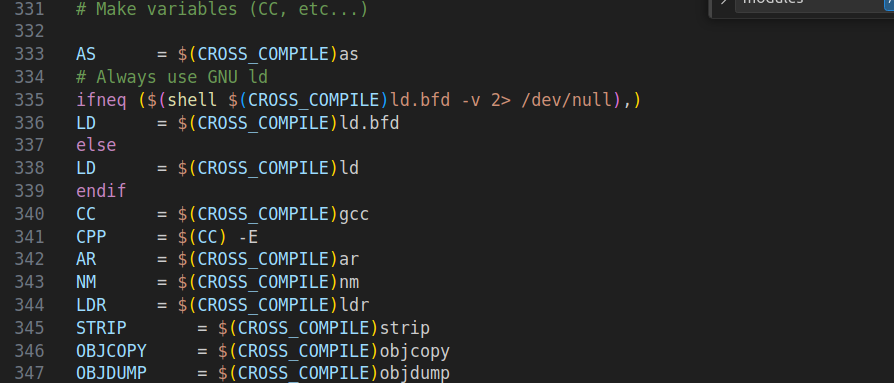 331 # Make variables (CC, etc...)
332
333 AS = $(CROSS_COMPILE)as
334 # Always use GNU ld
335 ifneq ($(shell $(CROSS_COMPILE)ld.bfd -v 2> /dev/null),)
336 LD = $(CROSS_COMPILE)ld.bfd
337 else
338 LD = $(CROSS_COMPILE)ld
339 endif
340 CC = $(CROSS_COMPILE)gcc
341 CPP = $(CC) -E
342 AR = $(CROSS_COMPILE)ar
343 NM = $(CROSS_COMPILE)nm
344 LDR = $(CROSS_COMPILE)ldr
345 STRIP = $(CROSS_COMPILE)strip
346 OBJCOPY = $(CROSS_COMPILE)objcopy
347 OBJDUMP = $(CROSS_COMPILE)objdump